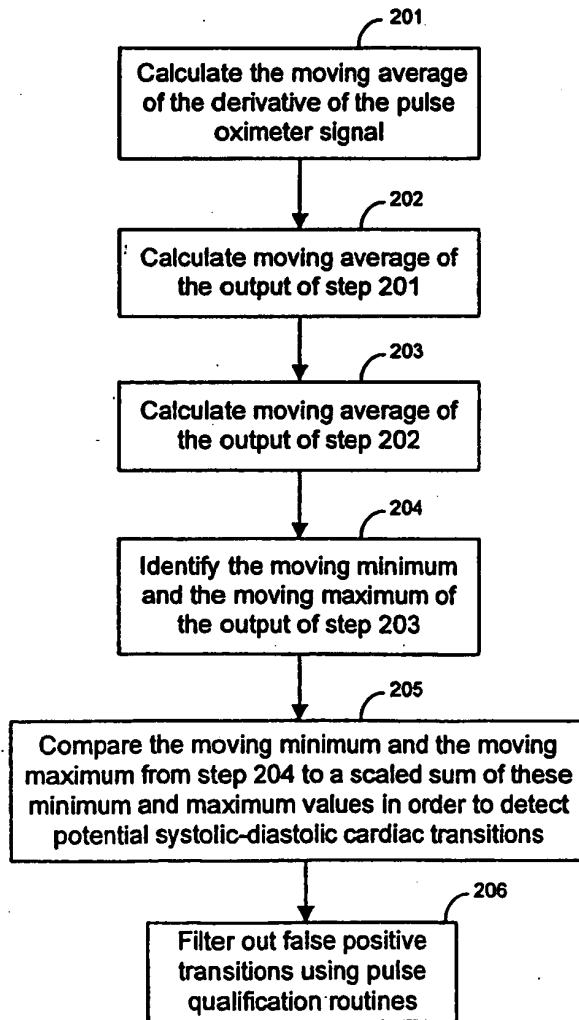 201
Calculate the moving average
of the derivative of the pulse
oximeter signal
202
Calculate moving average of
the output of step 201
203
Calculate moving average of
the output of step 202
204
Identify the moving minimum
and the moving maximum of
the output of step 203
205
Compare the moving minimum and the moving
maximum from step 204 to a scaled sum of these
minimum and maximum values in order to detect
potential systolic-diastolic cardiac transitions
206
Filter out false positive
transitions using pulse
qualification routines